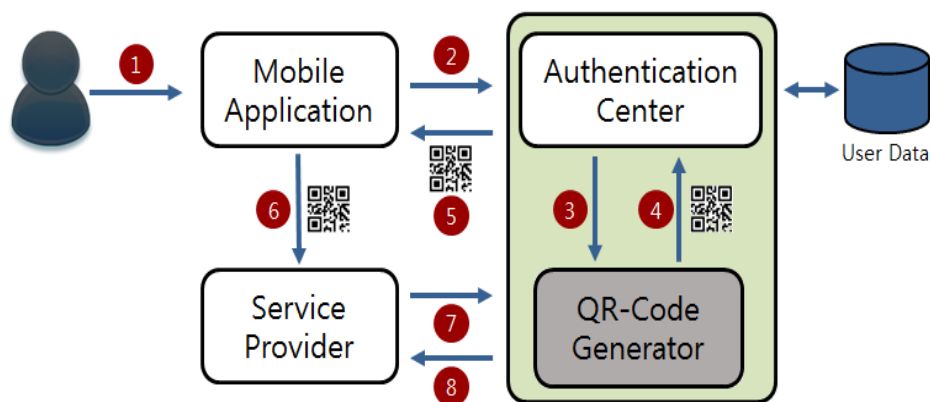 1
Mobile
Application
2
Authentication
Center
User Data
5
6
3
4
Service
Provider
7
8
QR-Code
Generator